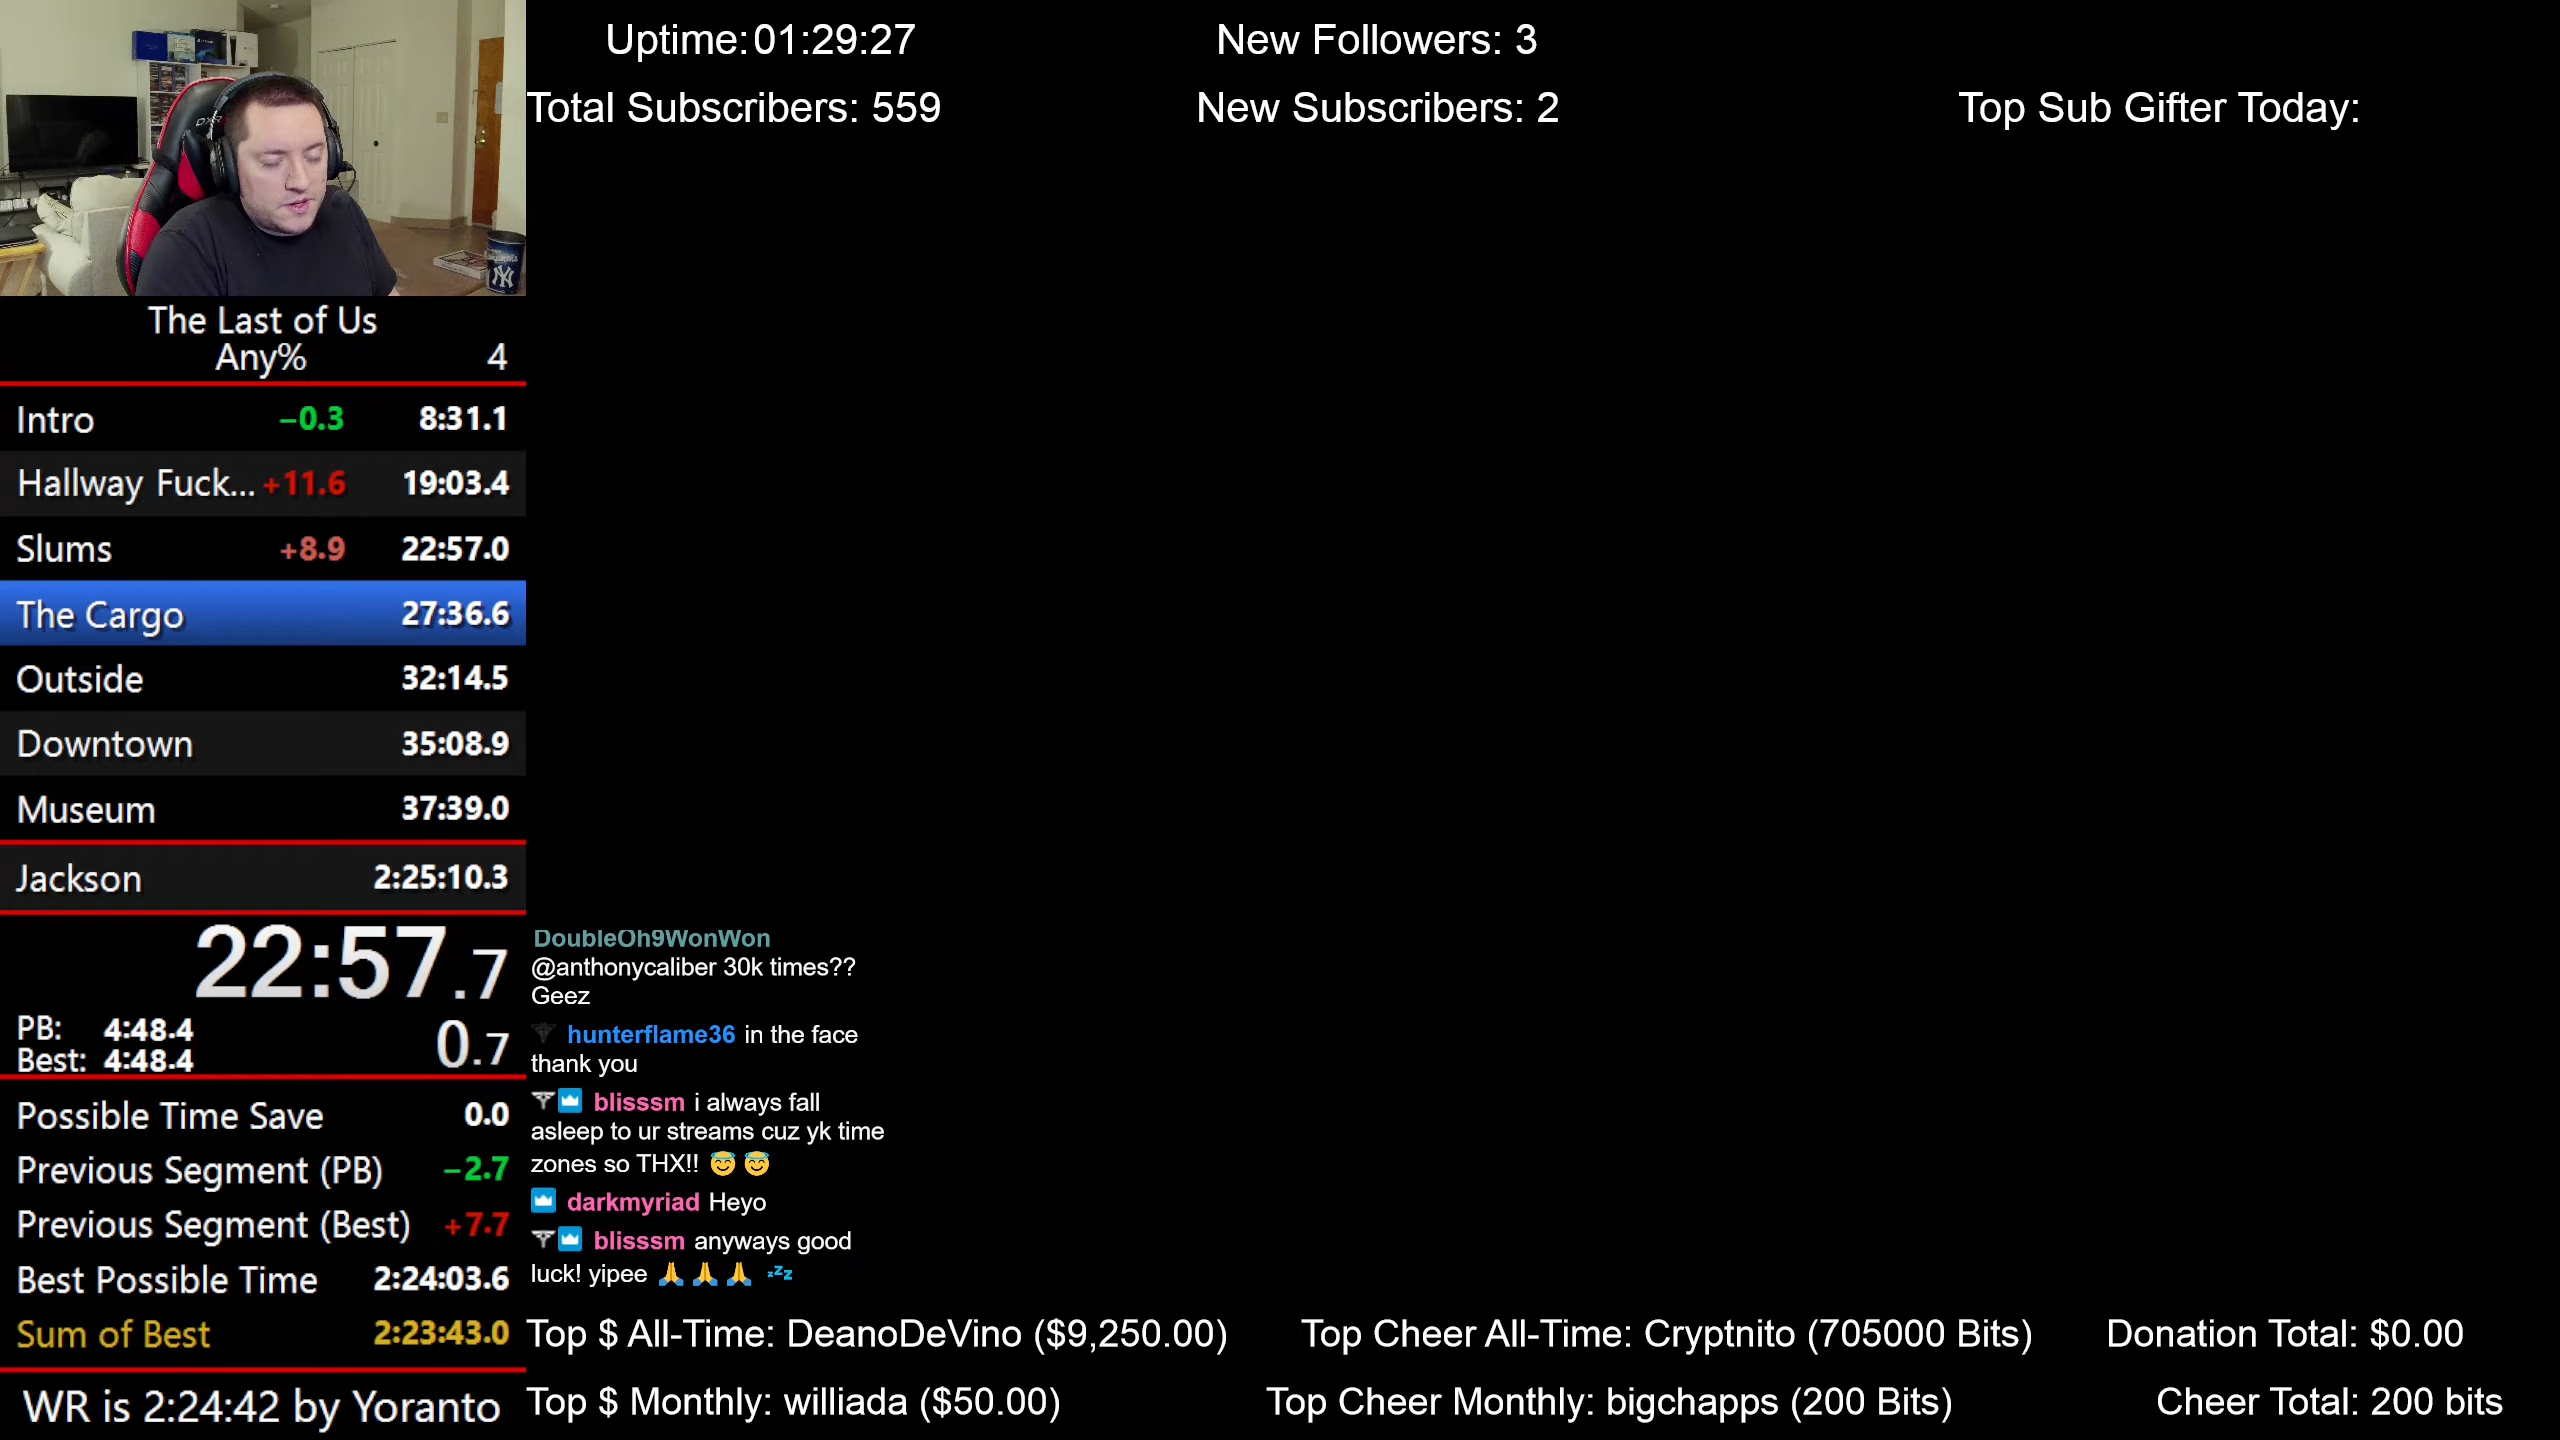 Uptime: 01:29:27
New Followers: 3
Total Subscribers: 559
New Subscribers: 2
Top Sub Gifter Today:
The Last of Us
Any% 4
Intro −0.3 8:31.1
Hallway Fuck... +11.6 19:03.4
Slums +8.9 22:57.0
The Cargo 27:36.6
Outside 32:14.5
Downtown 35:08.9
Museum 37:39.0
Jackson 2:25:10.3
22:57.7
PB: 4:48.4 0.7
Best: 4:48.4
Possible Time Save 0.0
Previous Segment (PB) −2.7
Previous Segment (Best) +7.7
Best Possible Time 2:24:03.6
Sum of Best 2:23:43.0
WR is 2:24:42 by Yoranto
DoubleOh9WonWon
@anthonycaliber 30k times??
Geez
hunterflame36 in the face
thank you
blisssm i always fall
asleep to ur streams cuz yk time
zones so THX!! 😇 😇
darkmyriad Heyo
blisssm anyways good
luck! yipee 🙏 🙏 🙏 💤
Top $ All-Time: DeanoDeVino ($9,250.00)
Top Cheer All-Time: Cryptnito (705000 Bits)
Donation Total: $0.00
Top $ Monthly: williada ($50.00)
Top Cheer Monthly: bigchapps (200 Bits)
Cheer Total: 200 bits